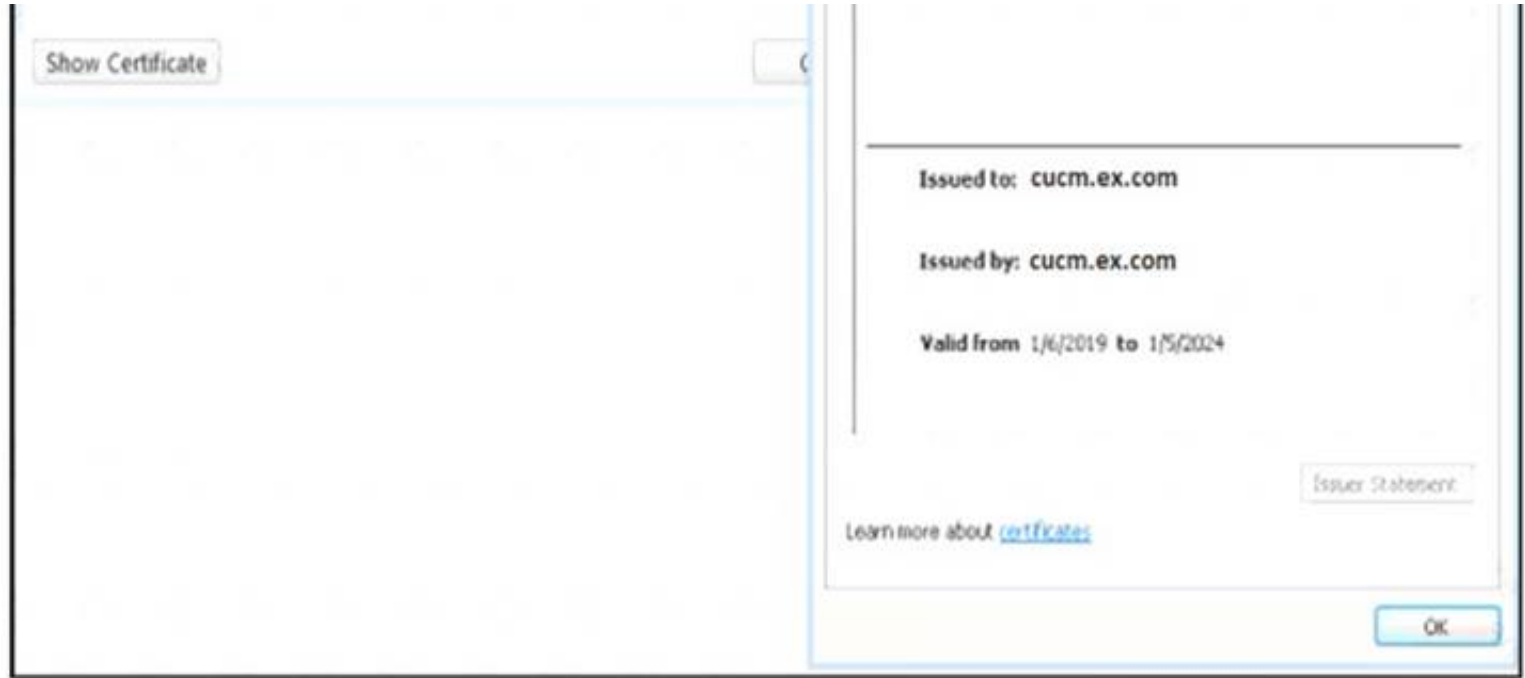 Show Certificate
Issued to: cucm.ex.com
Issued by: cucm.ex.com
Valid from 1/6/2019 to 1/5/2024
Issuer Statement
Learn more about certificates
OK